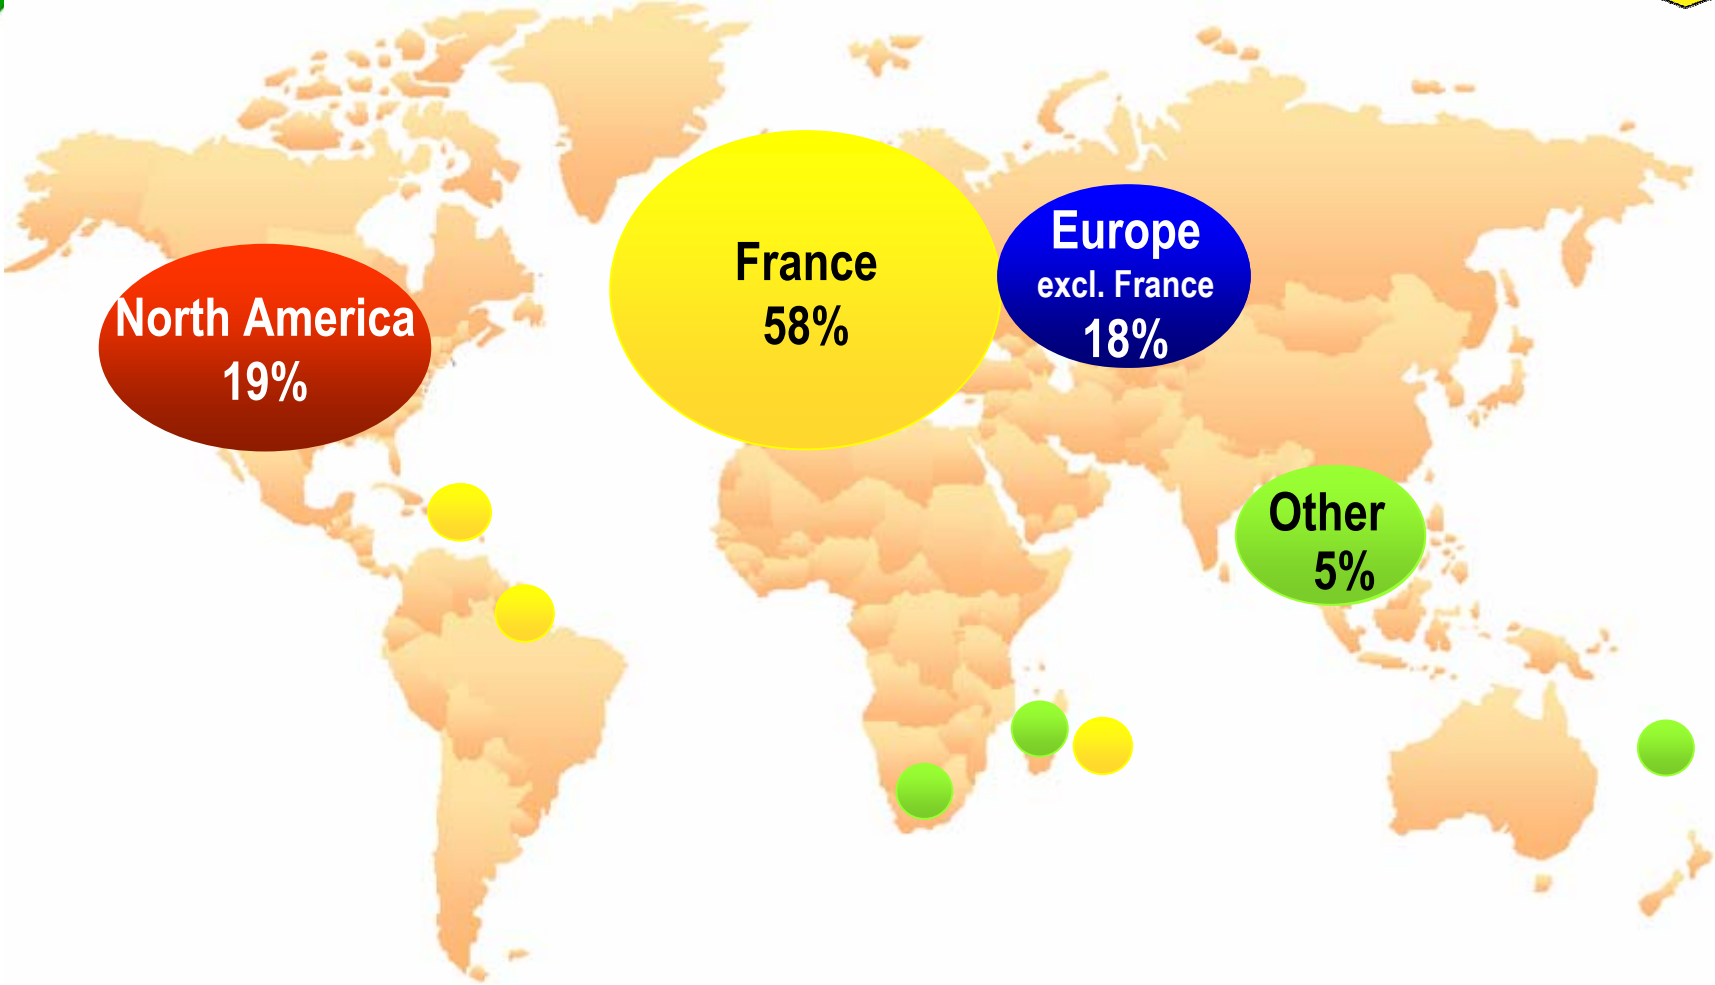 North America
19%
France
58%
Europe
excl. France
18%
Other
5%